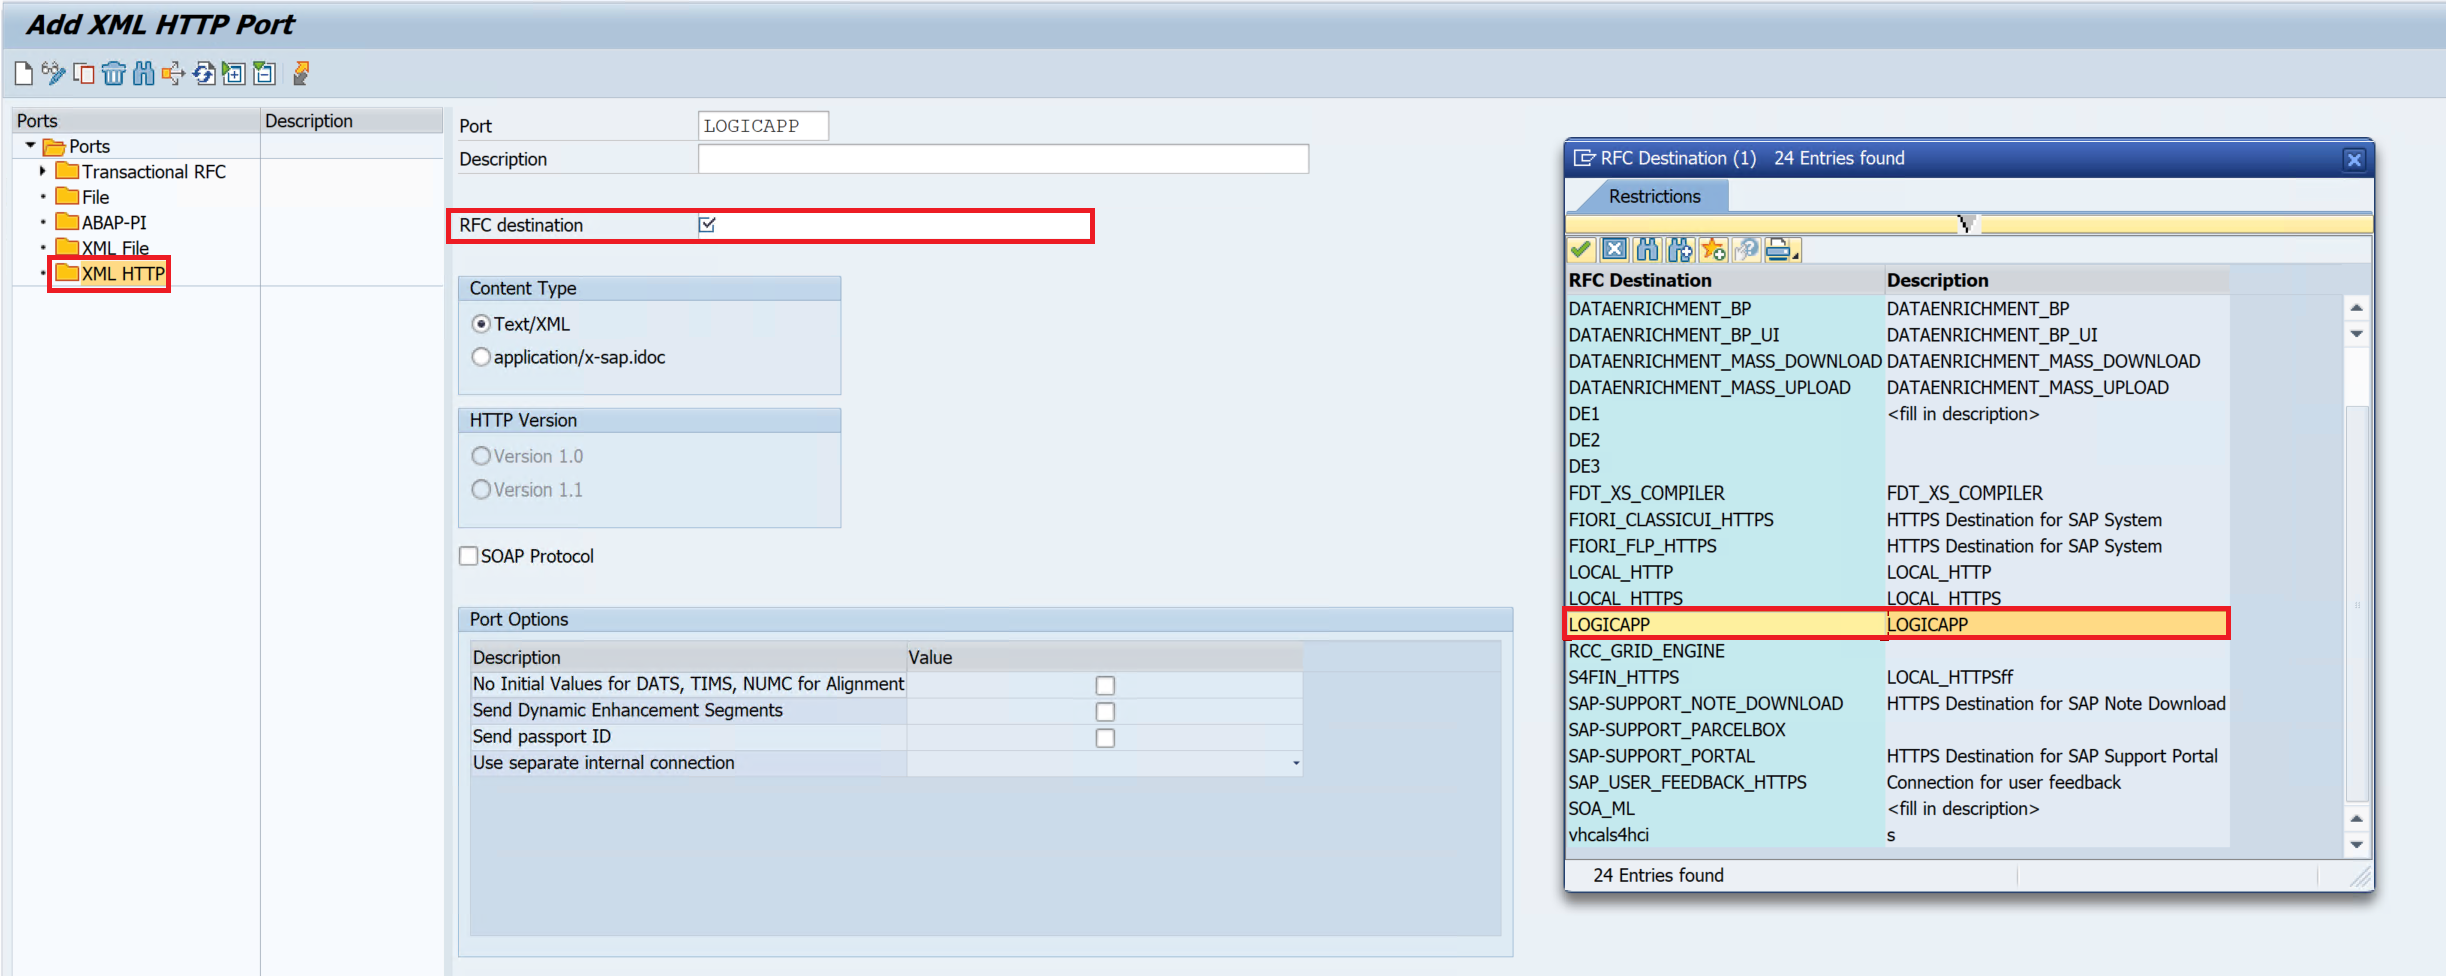 Add XML HTTP Port
Ports Description
Ports
Transactional RFC
File
ABAP-PI
XML File
XML HTTP
Port LOGICAPP
Description
RFC destination
Content Type
Text/XML
application/x-sap.idoc
HTTP Version
Version 1.0
Version 1.1
SOAP Protocol
Port Options
Description Value
No Initial Values for DATS, TIMS, NUMC for Alignment
Send Dynamic Enhancement Segments
Send passport ID
Use separate internal connection
RFC Destination (1) 24 Entries found
Restrictions
RFC Destination Description
DATAENRICHMENT_BP DATAENRICHMENT_BP
DATAENRICHMENT_BP_UI DATAENRICHMENT_BP_UI
DATAENRICHMENT_MASS_DOWNLOAD DATAENRICHMENT_MASS_DOWNLOAD
DATAENRICHMENT_MASS_UPLOAD DATAENRICHMENT_MASS_UPLOAD
DE1 <fill in description>
DE2
DE3
FDT_XS_COMPILER FDT_XS_COMPILER
FIORI_CLASSICUI_HTTPS HTTPS Destination for SAP System
FIORI_FLP_HTTPS HTTPS Destination for SAP System
LOCAL_HTTP LOCAL_HTTP
LOCAL_HTTPS LOCAL_HTTPS
LOGICAPP LOGICAPP
RCC_GRID_ENGINE
S4FIN_HTTPS LOCAL_HTTPSff
SAP-SUPPORT_NOTE_DOWNLOAD HTTPS Destination for SAP Note Download
SAP-SUPPORT_PARCELBOX
SAP-SUPPORT_PORTAL HTTPS Destination for SAP Support Portal
SAP_USER_FEEDBACK_HTTPS Connection for user feedback
SOA_ML <fill in description>
vhcals4hci s
24 Entries found